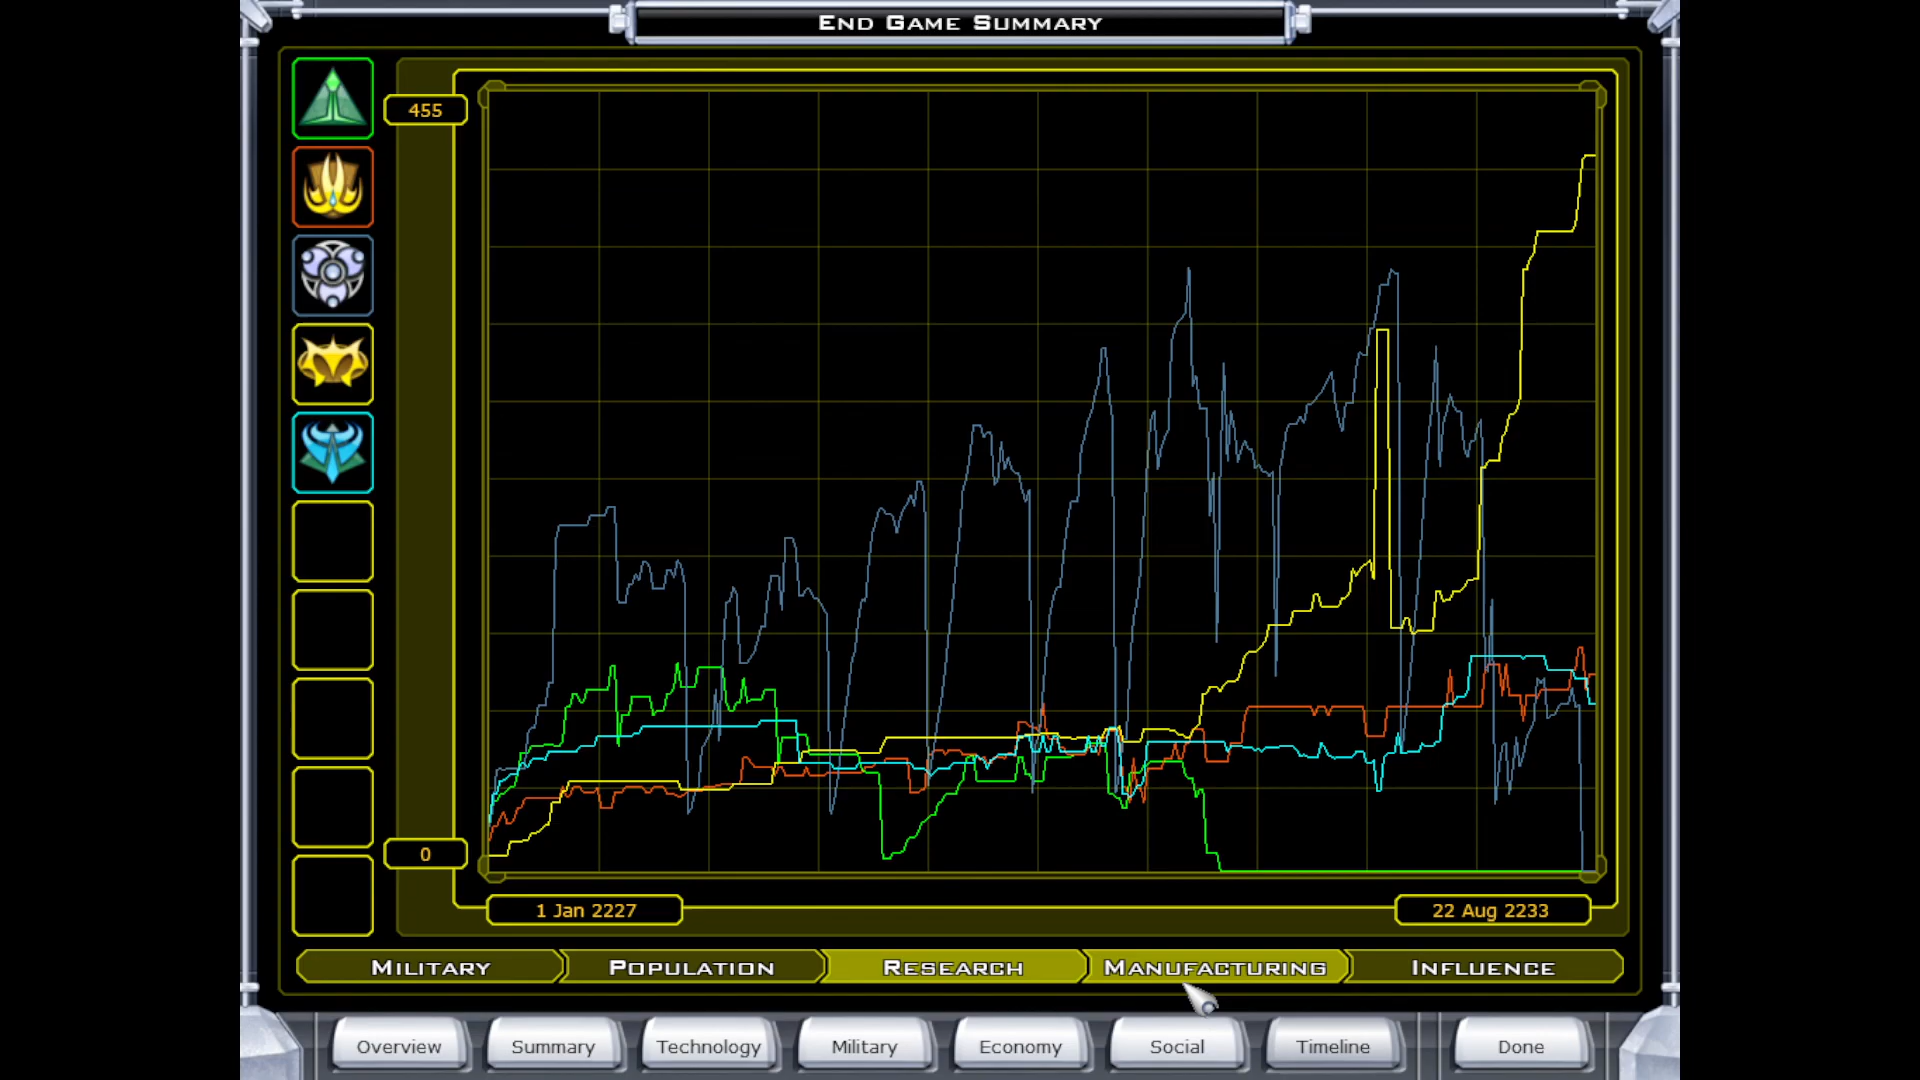 END GAME SUMMARY
455
0
1 Jan 2227
22 Aug 2233
MILITARY
POPULATION
RESEARCH
MANUFACTURING
INFLUENCE
Overview
Summary
Technology
Military
Economy
Social
Timeline
Done